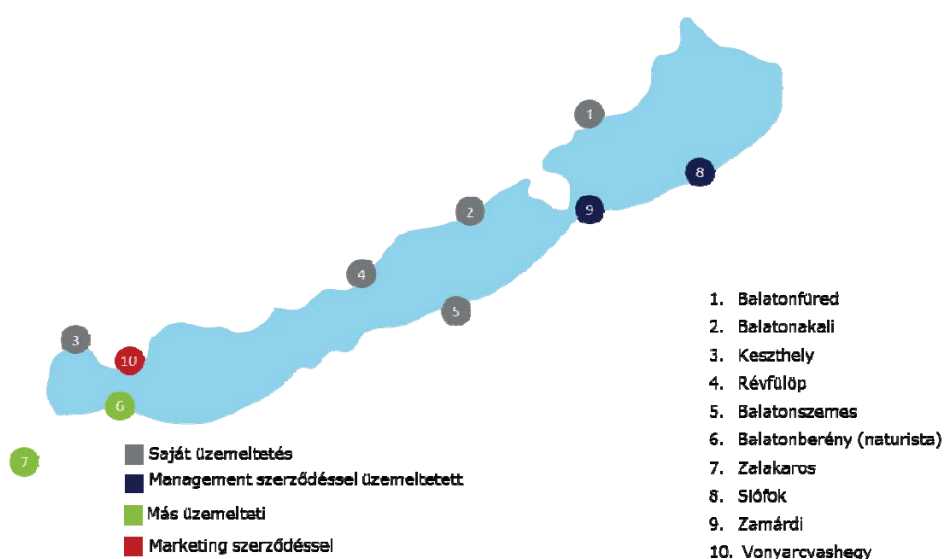 1
8
2
9
4
5
3
10
6
7
Saját üzemeltetés
Management szerződéssel üzemeltetett
Más üzemelteti
Marketing szerződéssel
1. Balatonfüred
2. Balatonakali
3. Keszthely
4. Révfülöp
5. Balatonszemes
6. Balatonberény (naturista)
7. Zalakaros
8. Siófok
9. Zamárdi
10. Vonyarcvashegy